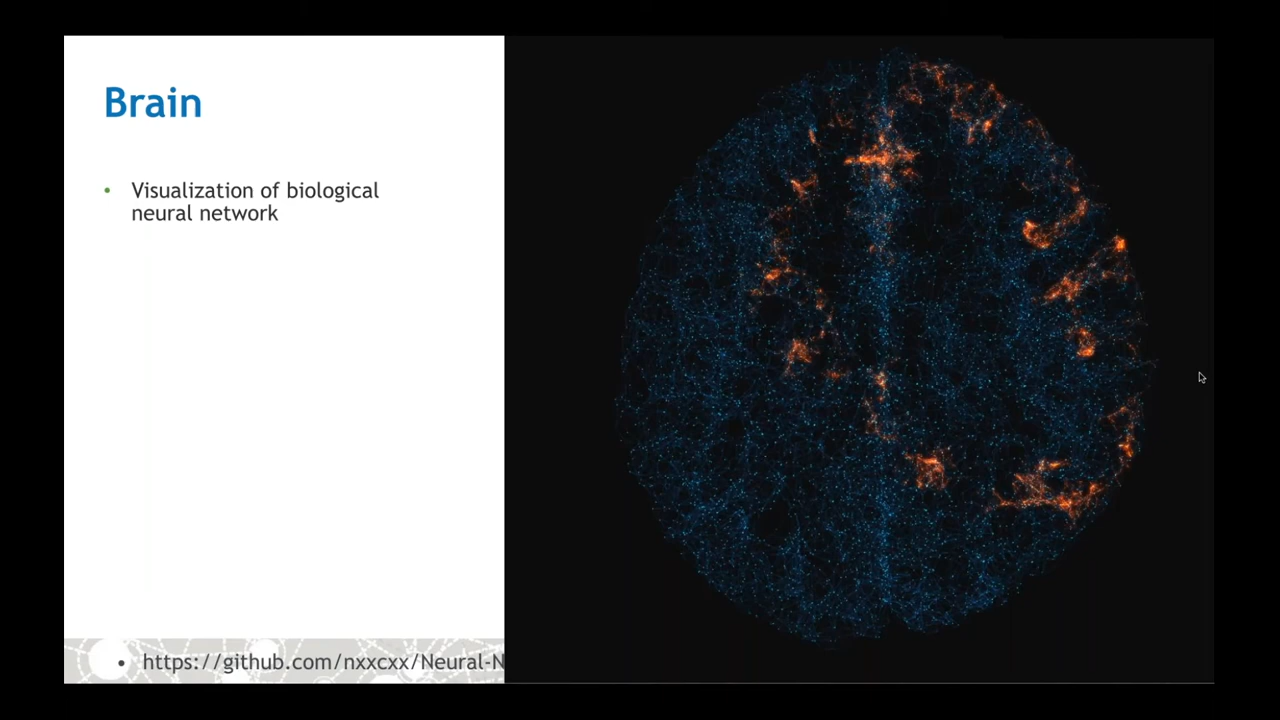 Brain
• Visualization of biological
neural network
• https://github.com/nxxcxx/Neural-N